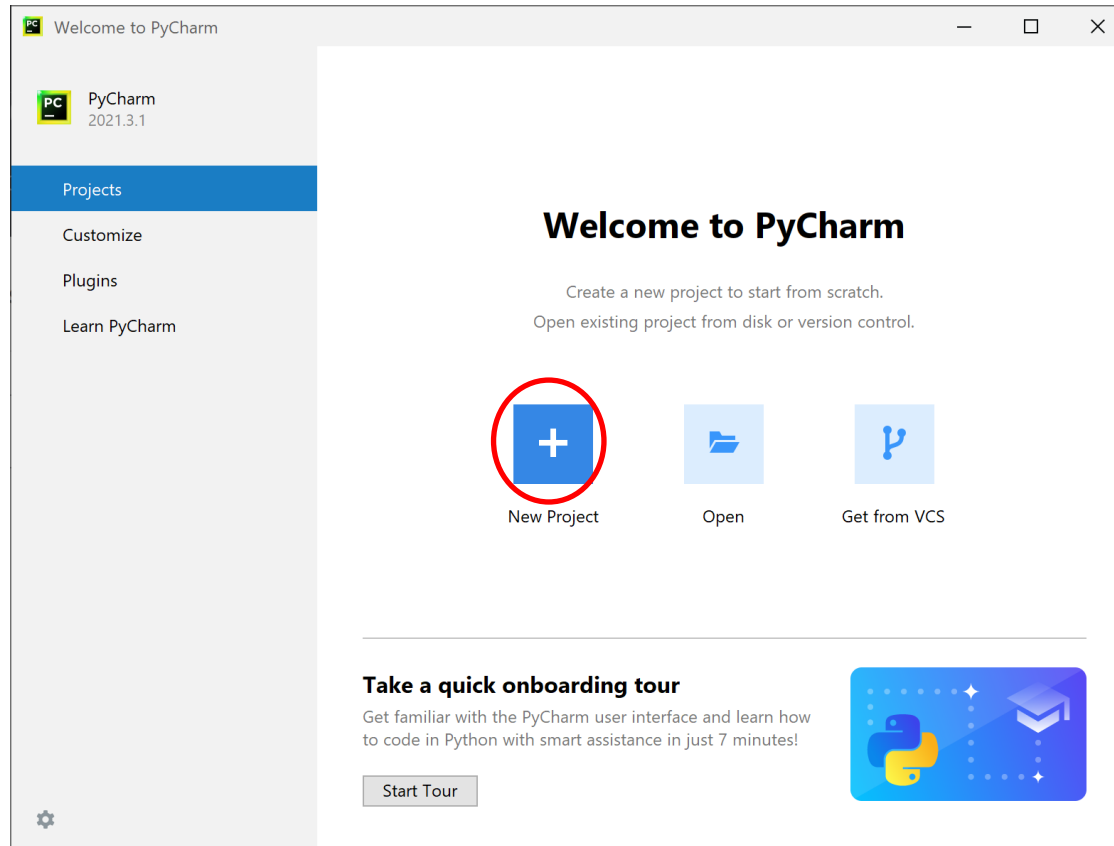 PC Welcome to PyCharm
PC PyCharm
2021.3.1
Projects
Customize
Plugins
Learn PyCharm
Welcome to PyCharm
Create a new project to start from scratch.
Open existing project from disk or version control.
New Project Open Get from VCS
Take a quick onboarding tour
Get familiar with the PyCharm user interface and learn how
to code in Python with smart assistance in just 7 minutes!
Start Tour